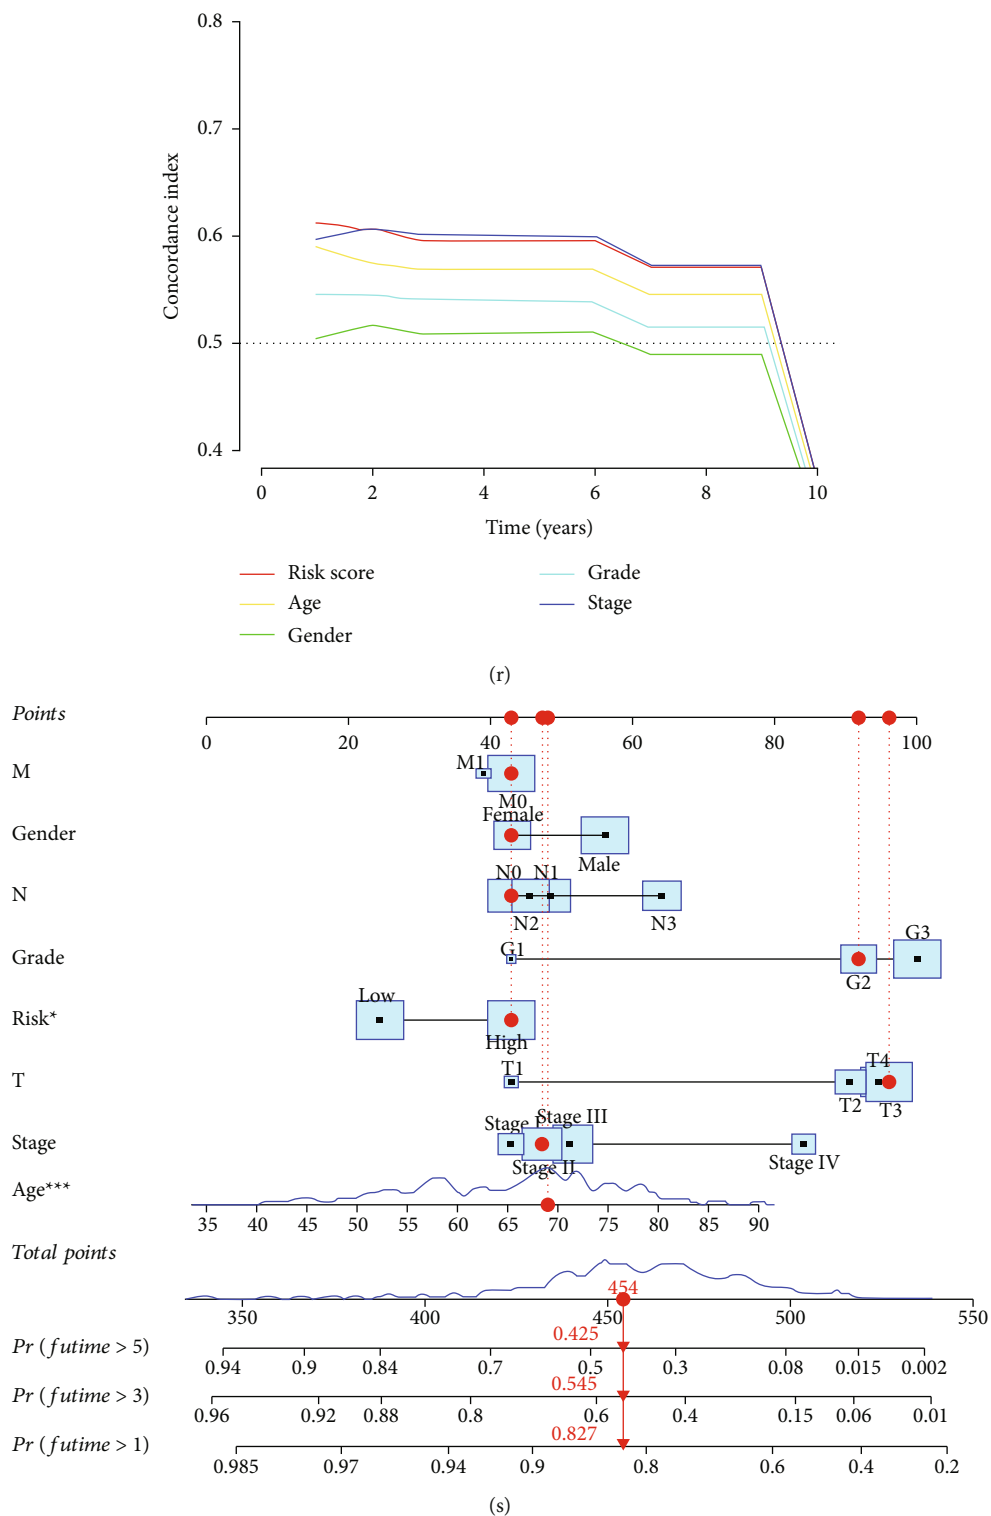 0.8
0.7
0.6
0.5
0.4
Concordance index
0 2 4 6 8 10
Time (years)
Risk score Grade
Age Stage
Gender
(r)
Points
0 20 40 60 80 100
M M1
M0
Female
Gender
Male
N0 N1
N
N2 N3
G3
Grade G1
G2
Low
Risk*
High
T4
T T1
T2 T3
Stage I Stage III
Stage
Stage II Stage IV
Age***
35 40 45 50 55 60 65 70 75 80 85 90
Total points
454
350 400 450 500 550
0.425
Pr (futime > 5)
0.94 0.9 0.84 0.7 0.5 0.3 0.08 0.015 0.002
0.545
Pr (futime > 3)
0.96 0.92 0.88 0.8 0.6 0.4 0.15 0.06 0.01
0.827
Pr (futime > 1)
0.985 0.97 0.94 0.9 0.8 0.6 0.4 0.2
(s)